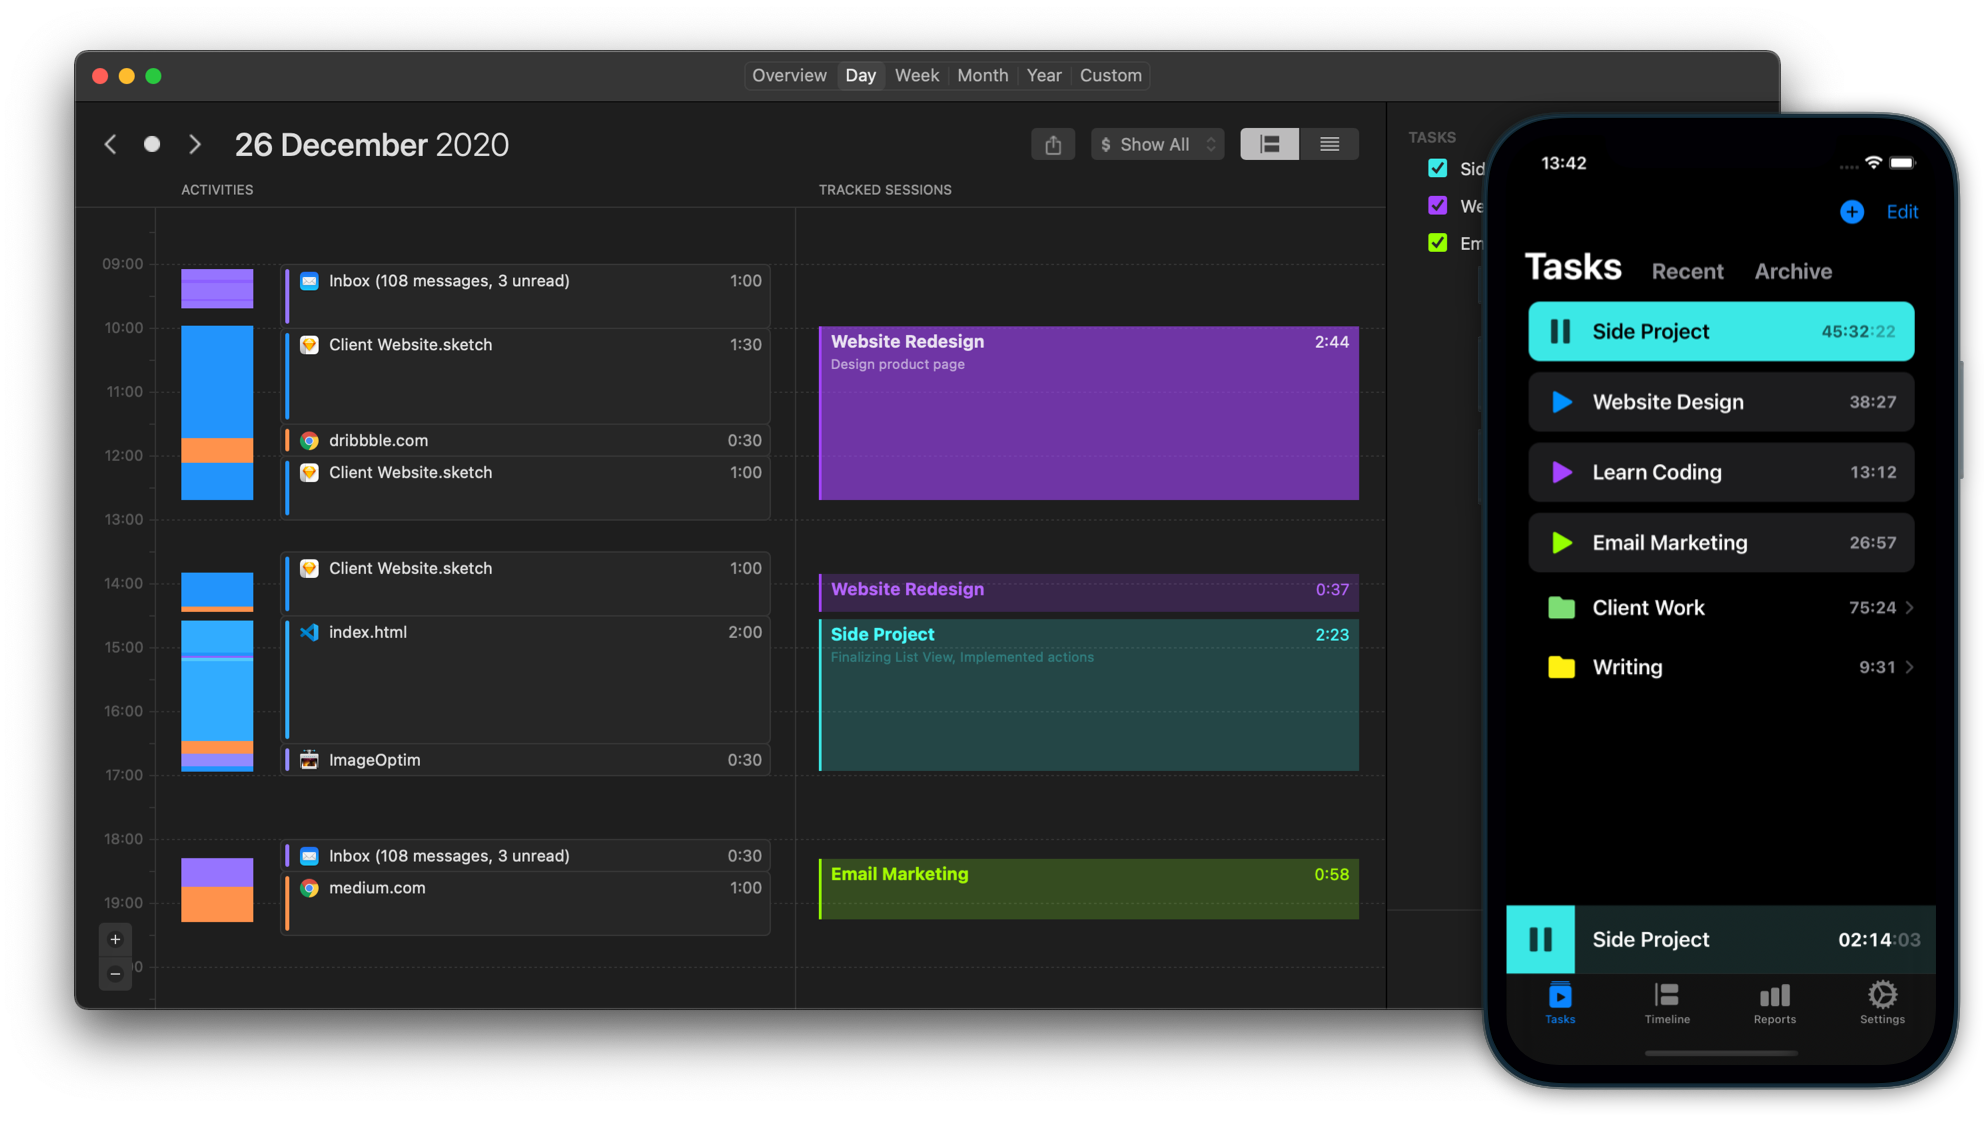 Overview Day Week Month Year Custom
26 December 2020
$ Show All
ACTIVITIES
TRACKED SESSIONS
09:00
10:00
11:00
12:00
13:00
14:00
15:00
16:00
17:00
18:00
19:00
Inbox (108 messages, 3 unread) 1:00
Client Website.sketch 1:30
dribbble.com 0:30
Client Website.sketch 1:00
Client Website.sketch 1:00
index.html 2:00
ImageOptim 0:30
Inbox (108 messages, 3 unread) 0:30
medium.com 1:00
Website Redesign 2:44
Design product page
Website Redesign 0:37
Side Project 2:23
Finalizing List View, Implemented actions
Email Marketing 0:58
TASKS
Sid
We
Em
13:42
Edit
Tasks Recent Archive
Side Project 45:32:22
Website Design 38:27
Learn Coding 13:12
Email Marketing 26:57
Client Work 75:24
Writing 9:31
Side Project 02:14:03
Tasks Timeline Reports Settings